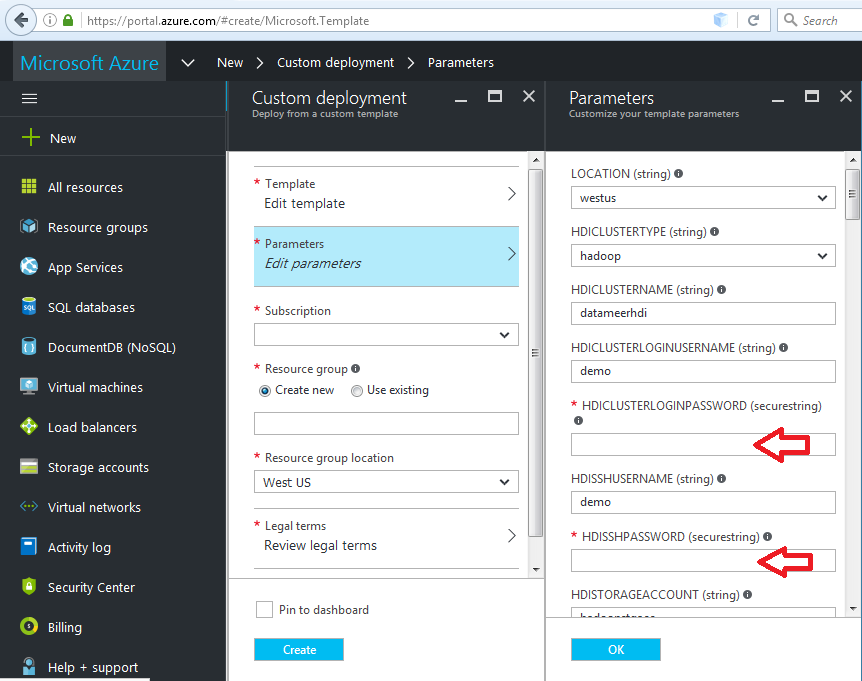 https://portal.azure.com/#create/Microsoft.Template
Search
Microsoft Azure
New
Custom deployment
Parameters
New
All resources
Resource groups
App Services
SQL databases
DocumentDB (NoSQL)
Virtual machines
Load balancers
Storage accounts
Virtual networks
Activity log
Security Center
Billing
Help + support
Custom deployment
Deploy from a custom template
* Template
Edit template
* Parameters
Edit parameters
* Subscription
* Resource group
Create new
Use existing
* Resource group location
West US
* Legal terms
Review legal terms
Pin to dashboard
Create
Parameters
Customize your template parameters
LOCATION (string)
westus
HDICLUSTERTYPE (string)
hadoop
HDICLUSTERNAME (string)
datameerhdi
HDICLUSTERLOGINUSERNAME (string)
demo
* HDICLUSTERLOGINPASSWORD (securestring)
HDISSHUSERNAME (string)
demo
* HDISSHPASSWORD (securestring)
HDISTORAGEACCOUNT (string)
OK